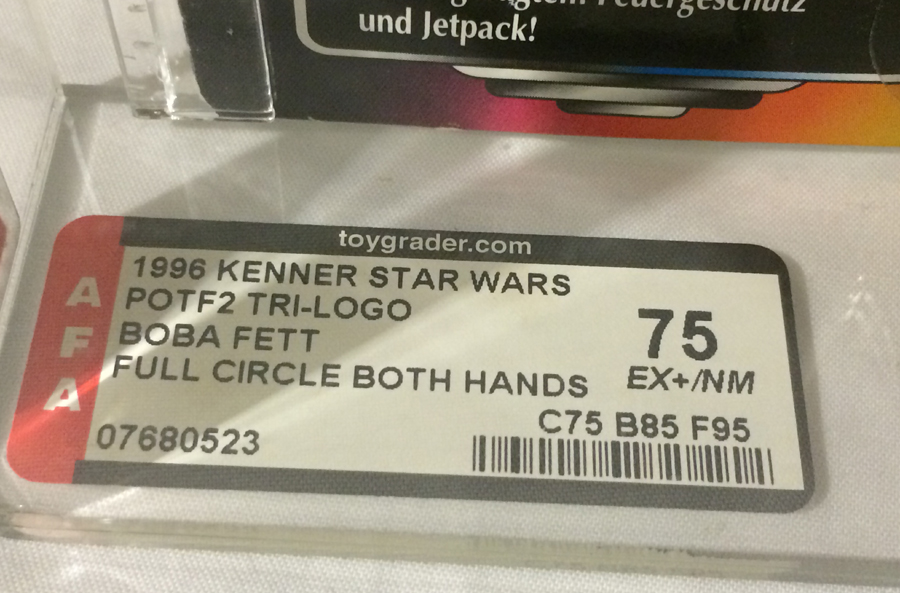 Feuergeschütz
und Jetpack!
toygrader.com
AFA
1996 KENNER STAR WARS
POTF2 TRI-LOGO
BOBA FETT
FULL CIRCLE BOTH HANDS
75
EX+/NM
C75 B85 F95
07680523